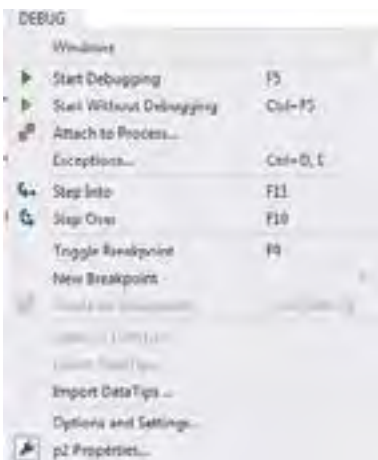 DEBUG
Windows
Start Debugging F5
Start Without Debugging Ctrl+F5
Attach to Process...
Exceptions... Ctrl+D, E
Step Into F11
Step Over F10
Toggle Breakpoint F9
New Breakpoint
Import DataTips ...
Options and Settings...
p2 Properties...